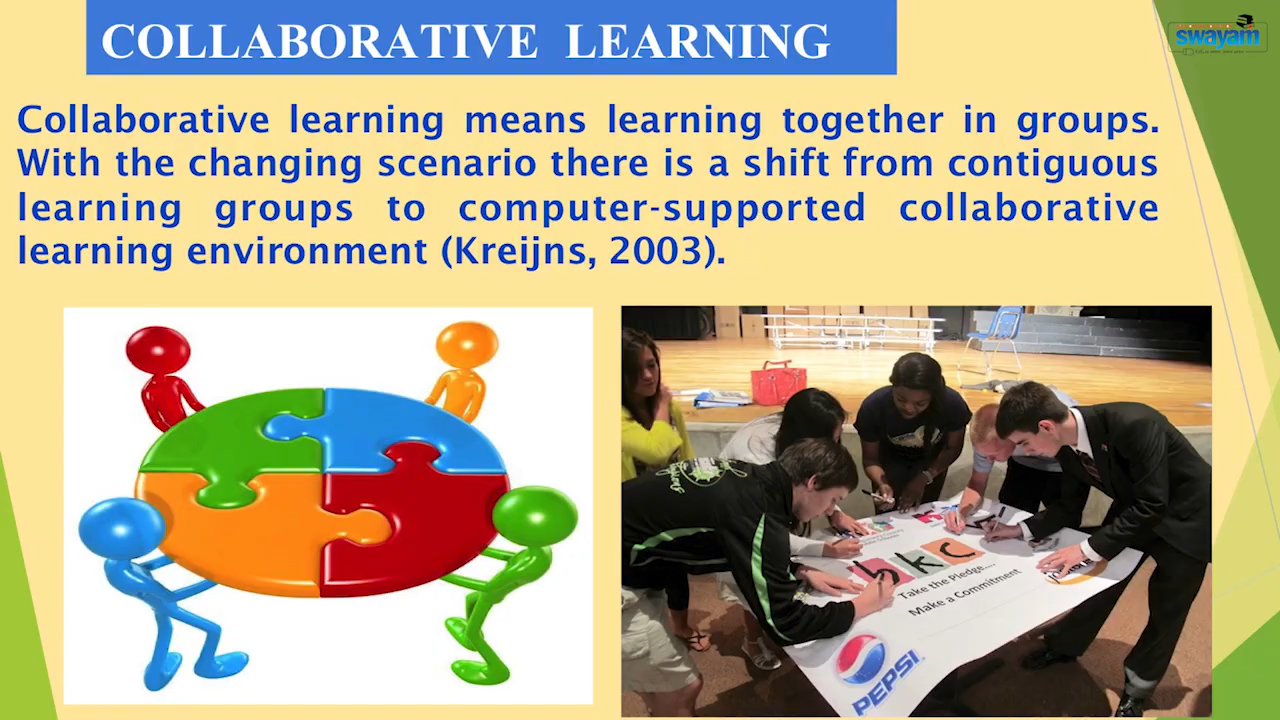 COLLABORATIVE LEARNING
swayam
Collaborative learning means learning together in groups.
With the changing scenario there is a shift from contiguous
learning groups to computer-supported collaborative
learning environment (Kreijns, 2003).
bkc
Take the Pledge....
Make a Commitment
PEPSI